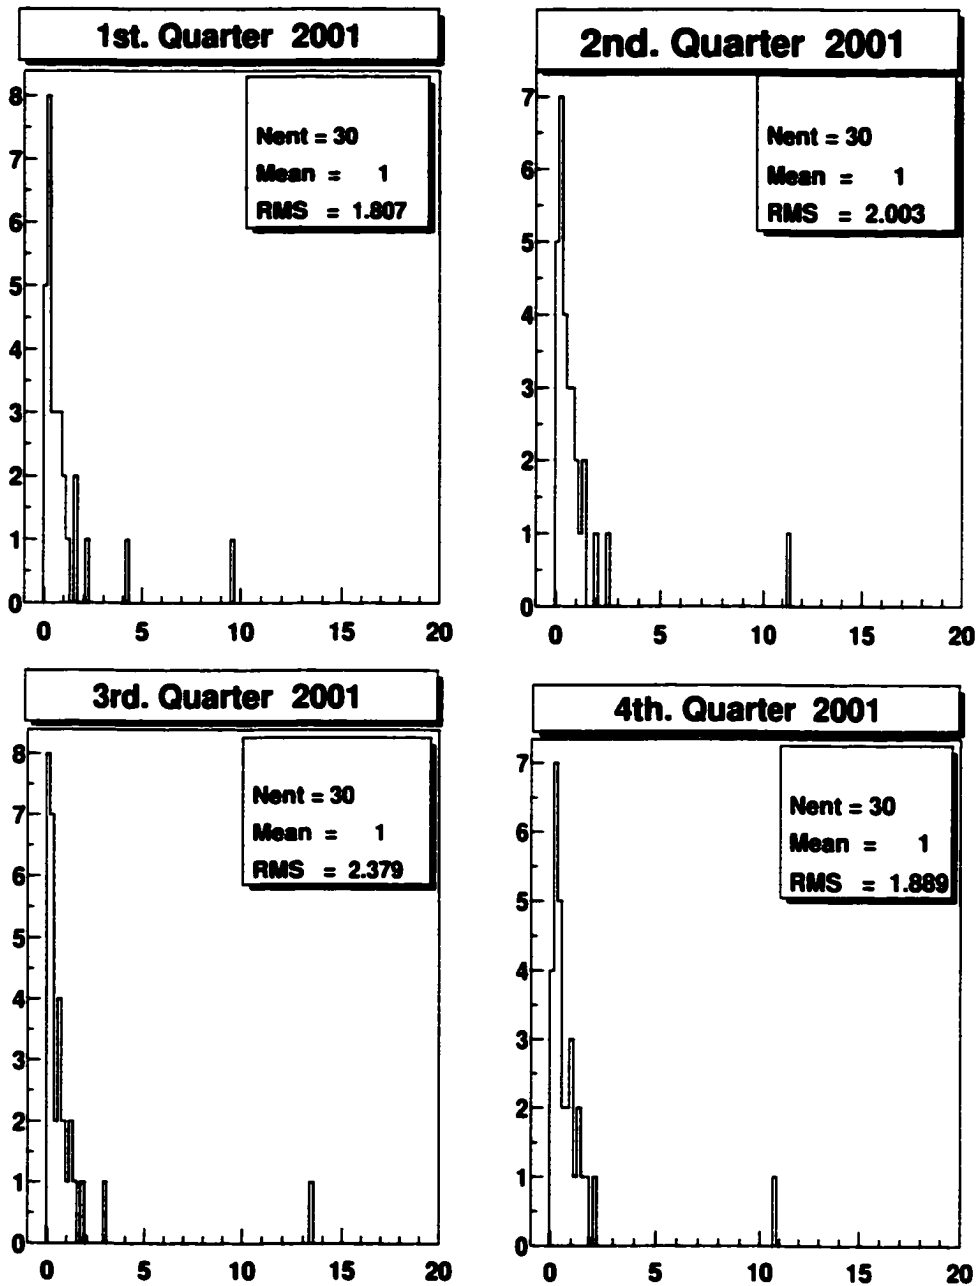 1st. Quarter 2001
Nent = 30
Mean = 1
RMS = 1.807
8
7
6
5
4
3
2
1
0
0 5 10 15 20
2nd. Quarter 2001
Nent = 30
Mean = 1
RMS = 2.003
7
6
5
4
3
2
1
0
0 5 10 15 20
3rd. Quarter 2001
Nent = 30
Mean = 1
RMS = 2.379
8
7
6
5
4
3
2
1
0
0 5 10 15 20
4th. Quarter 2001
Nent = 30
Mean = 1
RMS = 1.889
7
6
5
4
3
2
1
0
0 5 10 15 20